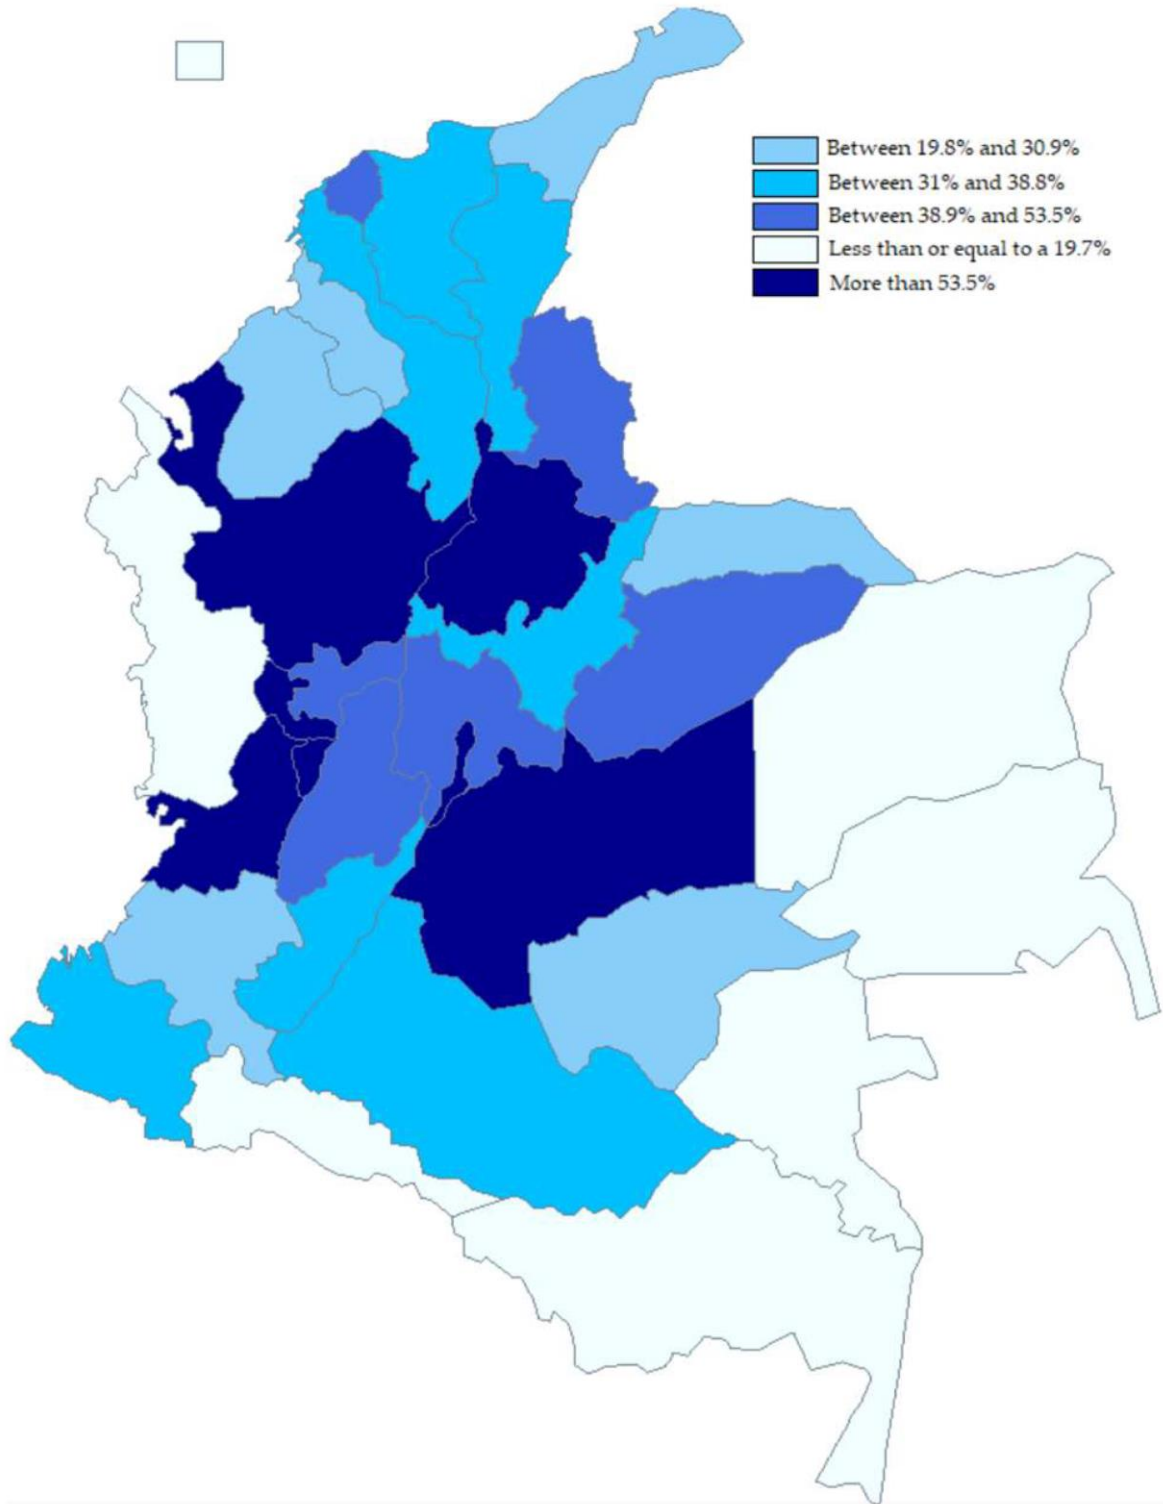 Between 19.8% and 30.9%
Between 31% and 38.8%
Between 38.9% and 53.5%
Less than or equal to a 19.7%
More than 53.5%